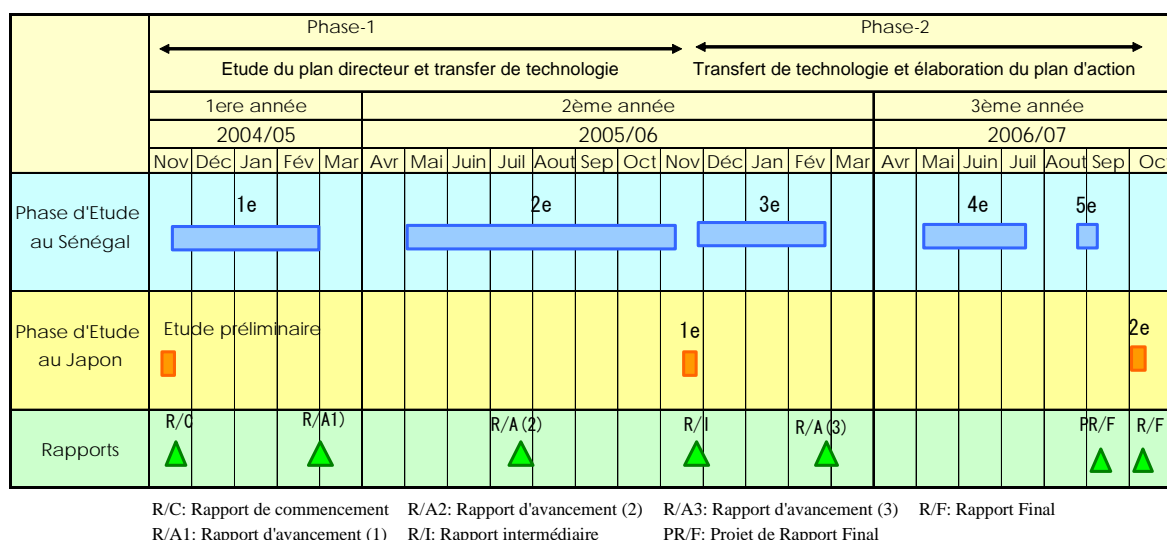 Phase-1 Phase-2
Etude du plan directeur et transfer de technologie Transfert de technologie et élaboration du plan d'action
1ere année 2ème année 3ème année
2004/05 2005/06 2006/07
Nov Déc Jan Fév Mar Avr Mai Juin Juil Aout Sep Oct Nov Déc Jan Fév Mar Avr Mai Juin Juil Aout Sep Oc
Phase d'Etude
au Sénégal
1e 2e 3e 4e 5e
Phase d'Etude
au Japon
Etude préliminaire 1e 2e
Rapports
R/C R/A1) R/A(2) R/I R/A(3) PR/F R/F
R/C: Rapport de commencement R/A2: Rapport d'avancement (2) R/A3: Rapport d'avancement (3) R/F: Rapport Final
R/A1: Rapport d'avancement (1) R/I: Rapport intermédiaire PR/F: Projet de Rapport Final